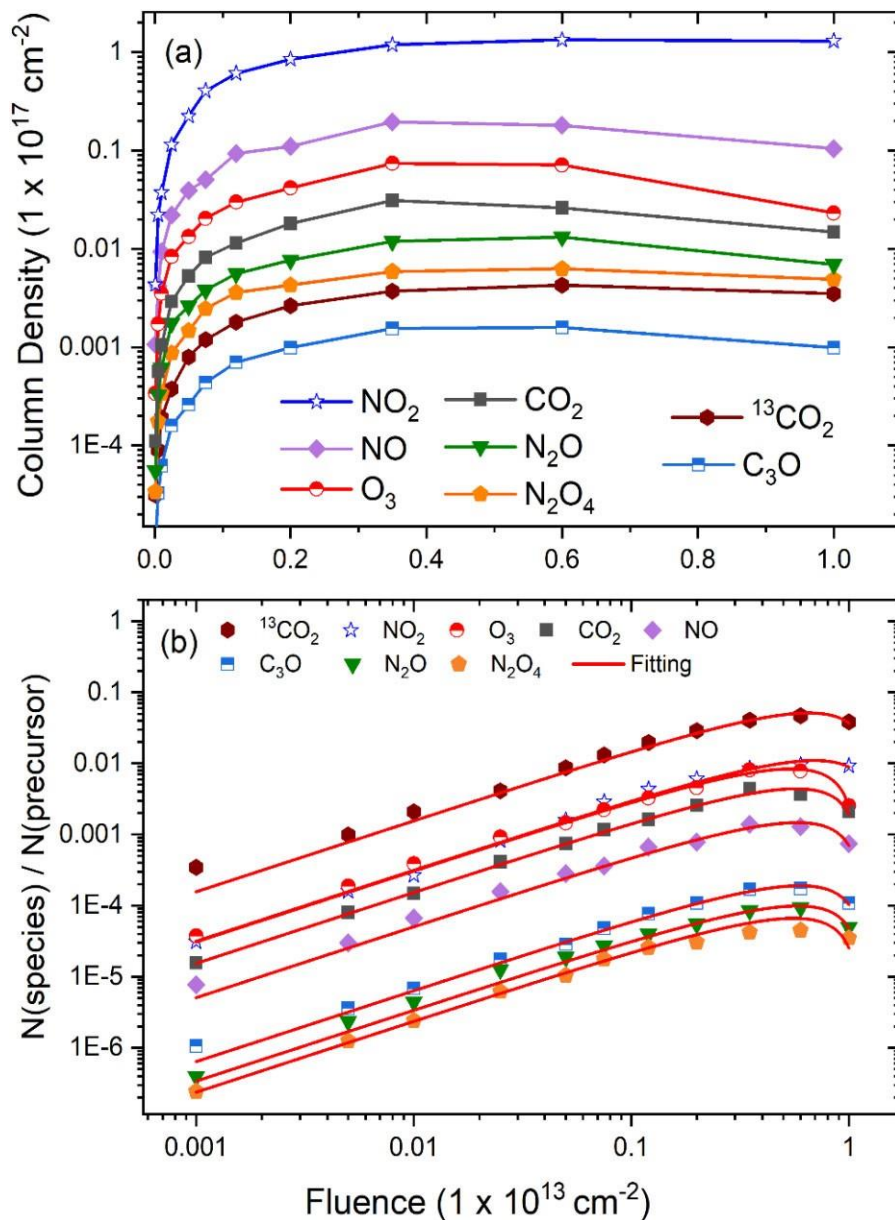 (a)
Column Density (1 x 10¹⁷ cm⁻²)
1
0.1
0.01
0.001
1E-4
NO₂ CO₂ ¹³CO₂
NO N₂O C₃O
O₃ N₂O₄
0.0 0.2 0.4 0.6 0.8 1.0
(b)
N(species) / N(precursor)
1
0.1
0.01
0.001
1E-4
1E-5
1E-6
¹³CO₂ NO₂ O₃ CO₂ NO
C₃O N₂O N₂O₄ Fitting
0.001 0.01 0.1 1
Fluence (1 x 10¹³ cm⁻²)